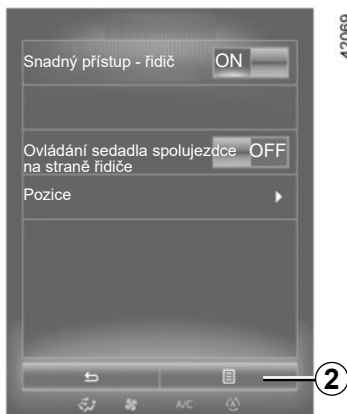 42069
Snadný přístup - řidič ON
Ovládání sedadla spolujezdce OFF
na straně řidiče
Pozice
2
A/C